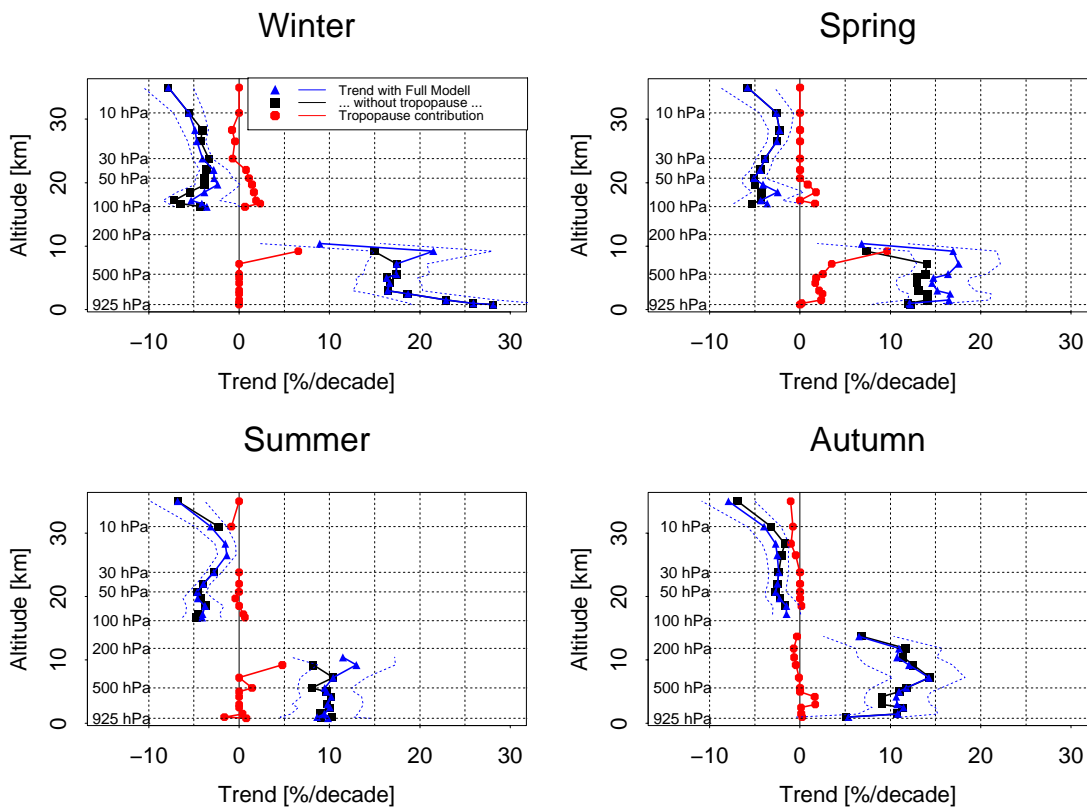 Winter
Trend with Full Modell
... without tropopause ...
Tropopause contribution
10 hPa
30 hPa
50 hPa
100 hPa
200 hPa
500 hPa
925 hPa
0
10
20
30
Altitude [km]
−10
0
10
20
30
Trend [%/decade]
Spring
10 hPa
30 hPa
50 hPa
100 hPa
200 hPa
500 hPa
925 hPa
0
10
20
30
Altitude [km]
−10
0
10
20
30
Trend [%/decade]
Summer
10 hPa
30 hPa
50 hPa
100 hPa
200 hPa
500 hPa
925 hPa
0
10
20
30
Altitude [km]
−10
0
10
20
30
Trend [%/decade]
Autumn
10 hPa
30 hPa
50 hPa
100 hPa
200 hPa
500 hPa
925 hPa
0
10
20
30
Altitude [km]
−10
0
10
20
30
Trend [%/decade]